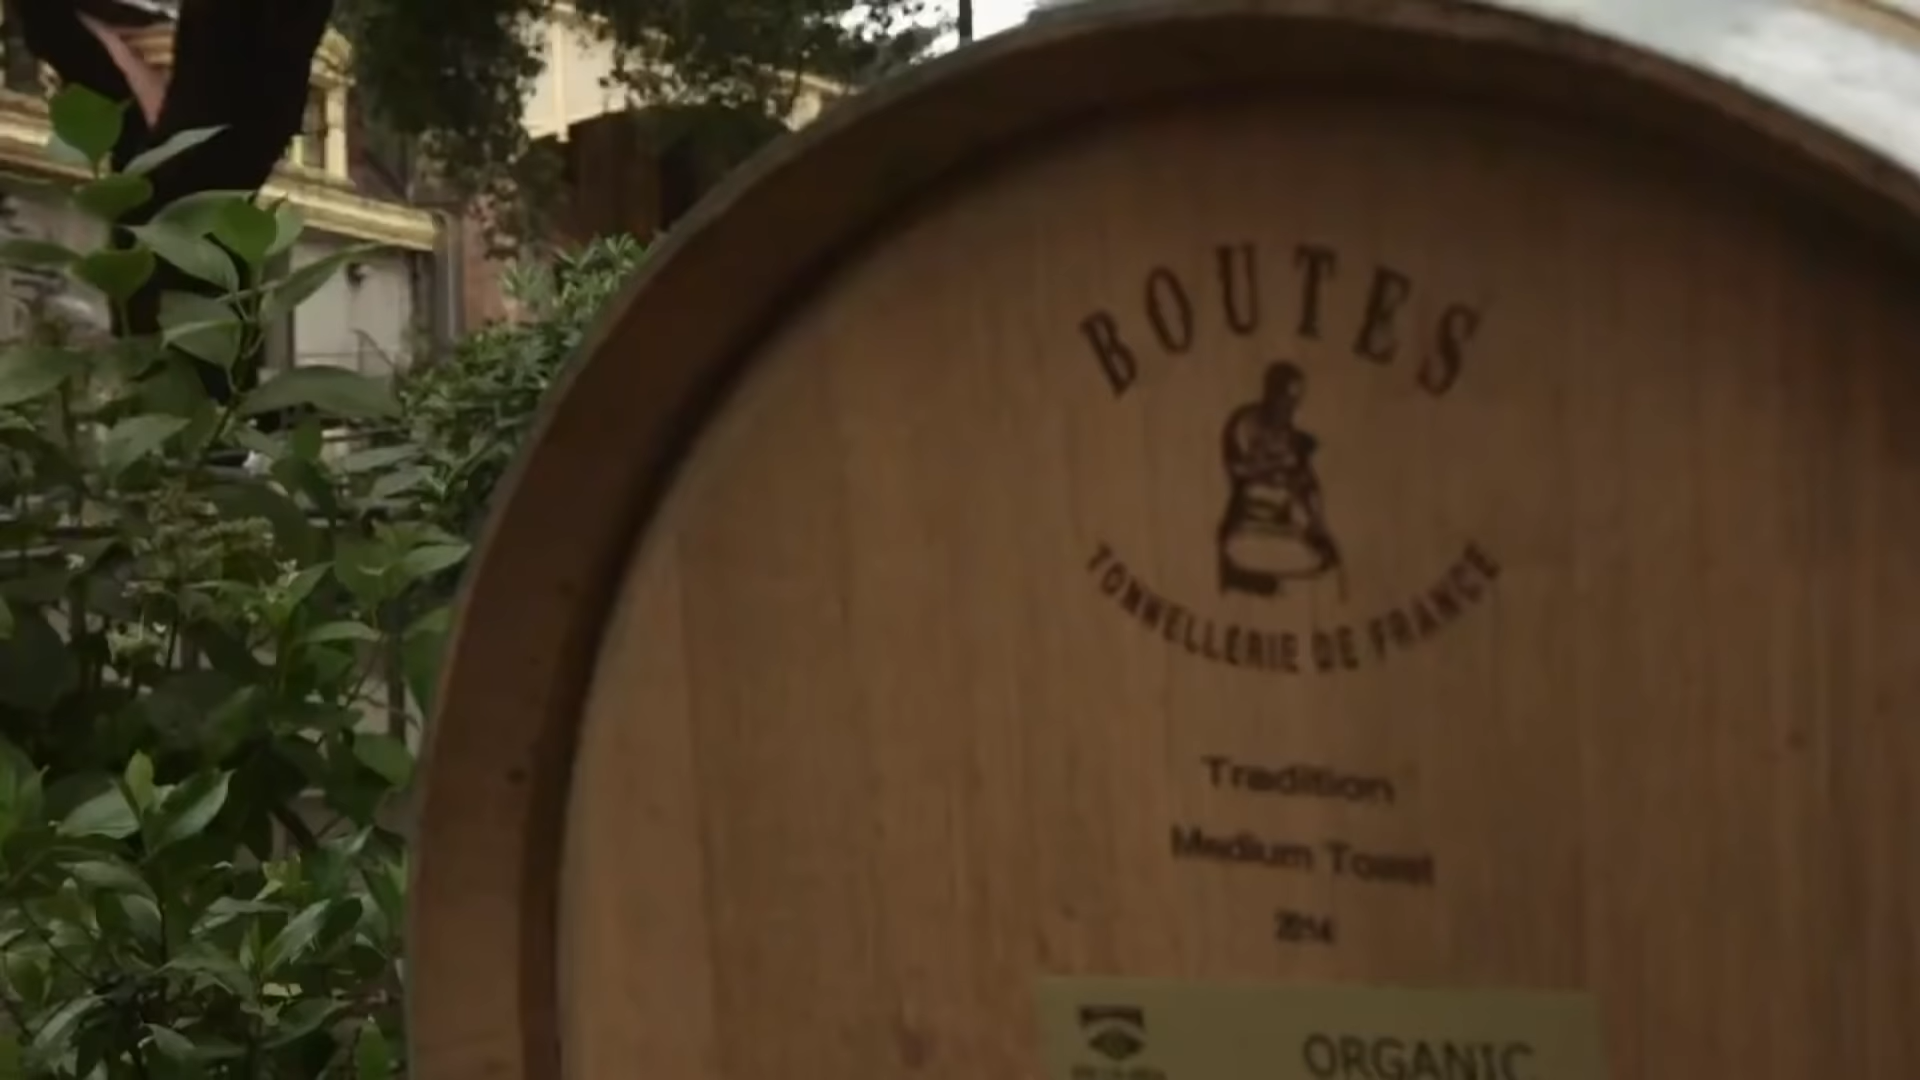 BOUTES
TONNELLERIE DE FRANCE
Tradition
Medium Toast
2014
ORGANIC